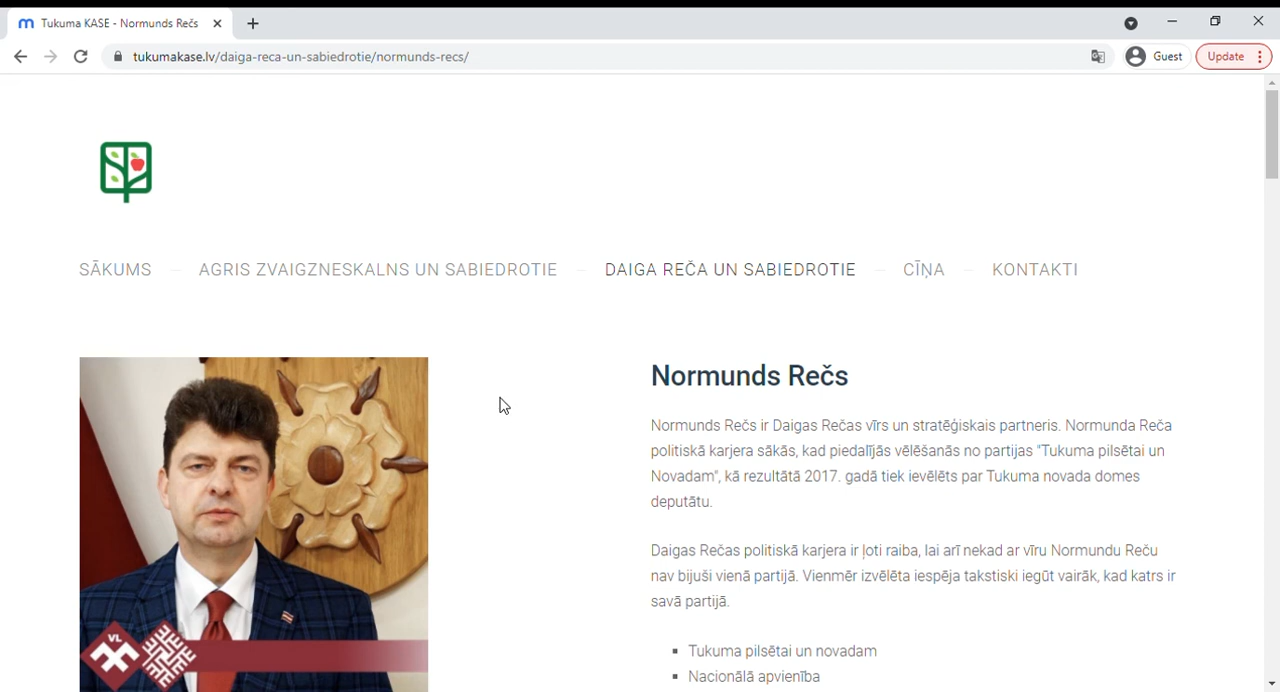 Tukuma KASE - Normunds Rečs
tukumakase.lv/daiga-reca-un-sabiedrotie/normunds-recs/
Guest
Update
SĀKUMS
AGRIS ZVAIGZNESKALNS UN SABIEDROTIE
DAIGA REČA UN SABIEDROTIE
CĪŅA
KONTAKTI
Normunds Rečs
Normunds Rečs ir Daigas Rečas vīrs un stratēģiskais partneris. Normunda Reča
politiskā karjera sākās, kad piedalījās vēlēšanās no partijas "Tukuma pilsētai un
Novadam", kā rezultātā 2017. gadā tiek ievēlēts par Tukuma novada domes
deputātu.
Daigas Rečas politiskā karjera ir ļoti raiba, lai arī nekad ar vīru Normundu Reču
nav bijuši vienā partijā. Vienmēr izvēlēta iespēja takstiski iegūt vairāk, kad katrs ir
savā partijā.
Tukuma pilsētai un novadam
Nacionālā apvienība
VL